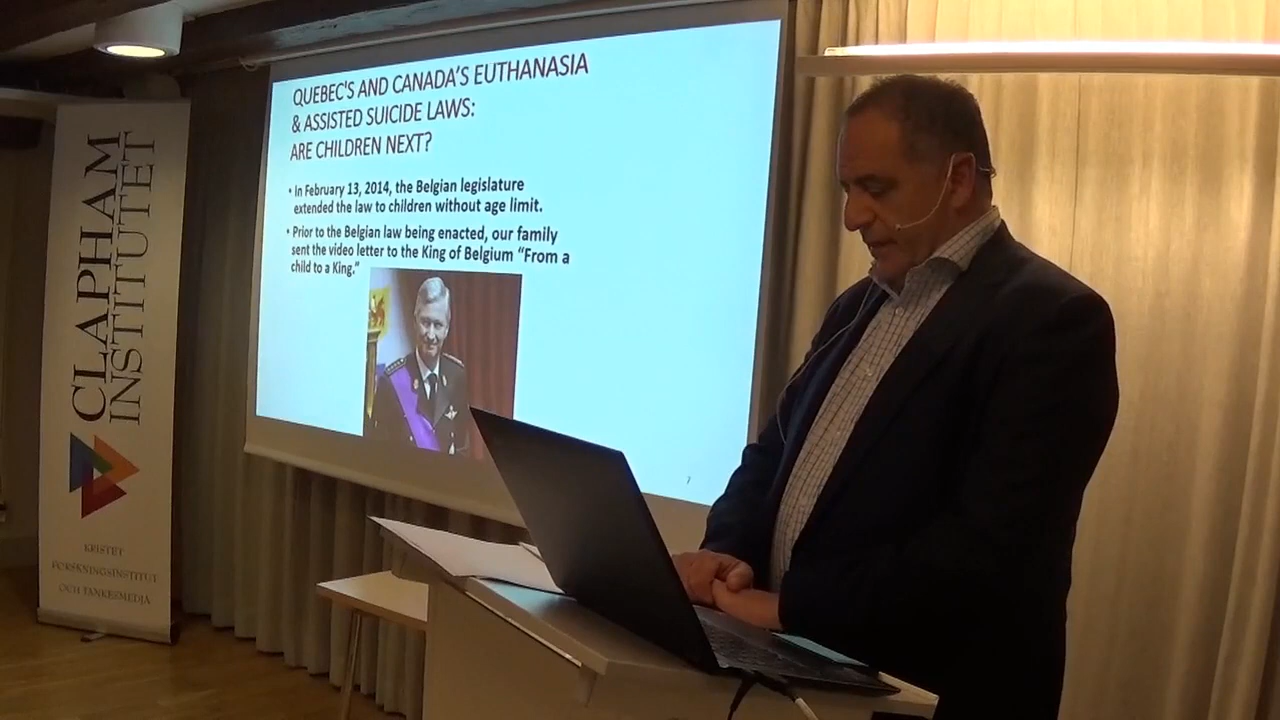 CLAPHAM
INSTITUTET
KRISTET
FORSKNINGSINSTITUT
OCH TANKESMEDJA
QUEBEC'S AND CANADA'S EUTHANASIA
& ASSISTED SUICIDE LAWS:
ARE CHILDREN NEXT?
• In February 13, 2014, the Belgian legislature
extended the law to children without age limit.
• Prior to the Belgian law being enacted, our family
sent the video letter to the King of Belgium “From a
child to a King.”
7